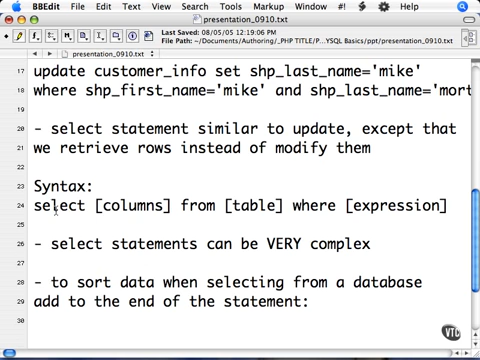 BBEdit File Edit Text Search Tools Markup Window #! Help
presentation_0910.txt
Last Saved: 08/05/05 12:19:06 PM
File Path: ~/Documents/Authoring/_PHP TITLE/P...YSQL Basics/ppt/presentation_0910.txt
presentation_0910.txt
17 update customer_info set shp_last_name='mike'
18 where shp_first_name='mike' and shp_last_name='mort
19
20 - select statement similar to update, except that
21 we retrieve rows instead of modify them
22
23 Syntax:
24 select [columns] from [table] where [expression]
25
26 - select statements can be VERY complex
27
28 - to sort data when selecting from a database
29 add to the end of the statement:
30
VTC